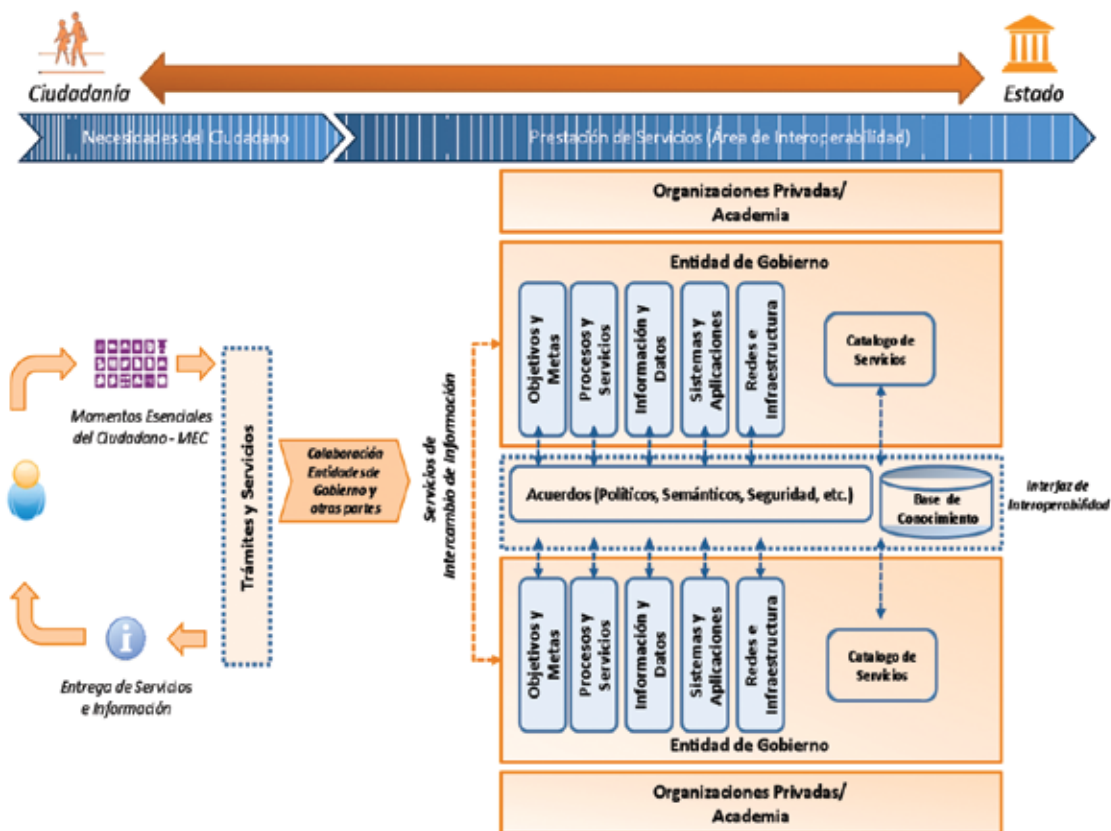 Ciudadanía
Estado
Necesidades del Ciudadano
Prestación de Servicios (Área de Interoperabilidad)
Organizaciones Privadas/
Academia
Entidad de Gobierno
Objetivos y
Metas
Procesos y
Servicios
Información y
Datos
Sistemas y
Aplicaciones
Redes e
Infraestructura
Catalogo de
Servicios
Momentos Esenciales
del Ciudadano - MEC
Trámites y Servicios
Colaboración
Entidades de
Gobierno y
otras partes
Servicios de
Intercambio de Información
Acuerdos (Políticos, Semánticos, Seguridad, etc.)
Base de
Conocimiento
Interfaz de
Interoperabilidad
Entrega de Servicios
e Información
Objetivos y
Metas
Procesos y
Servicios
Información y
Datos
Sistemas y
Aplicaciones
Redes e
Infraestructura
Catalogo de
Servicios
Entidad de Gobierno
Organizaciones Privadas/
Academia